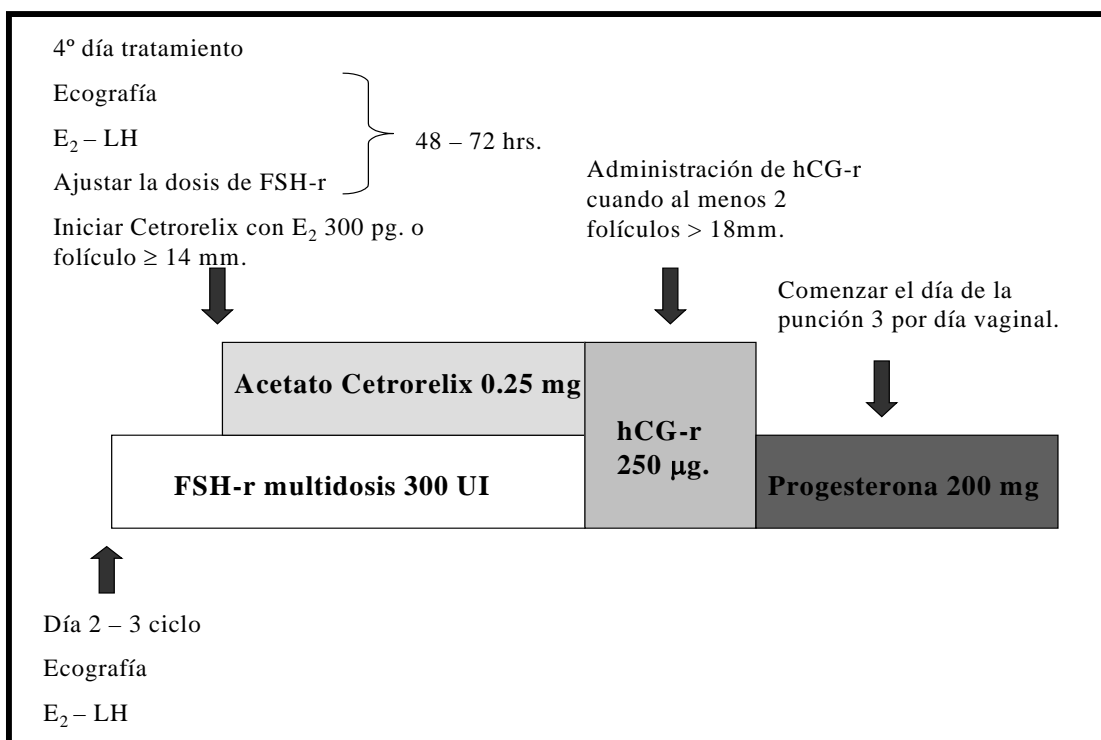 4º día tratamiento
Ecografía
E₂ – LH
Ajustar la dosis de FSH-r
48 – 72 hrs.
Iniciar Cetrorelix con E₂ 300 pg. o
folículo ≥ 14 mm.
Administración de hCG-r
cuando al menos 2
folículos > 18mm.
Comenzar el día de la
punción 3 por día vaginal.
Acetato Cetrorelix 0.25 mg
FSH-r multidosis 300 UI
hCG-r
250 µg.
Progesterona 200 mg
Día 2 – 3 ciclo
Ecografía
E₂ – LH